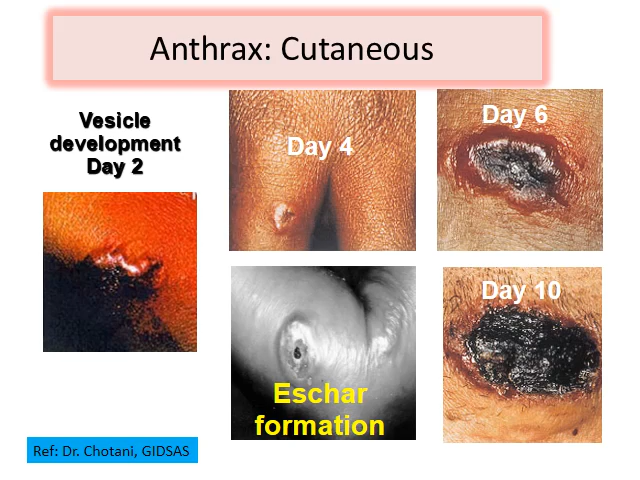 Anthrax: Cutaneous
Vesicle
development
Day 2
Day 4
Day 6
Eschar
formation
Day 10
Ref: Dr. Chotani, GIDSAS